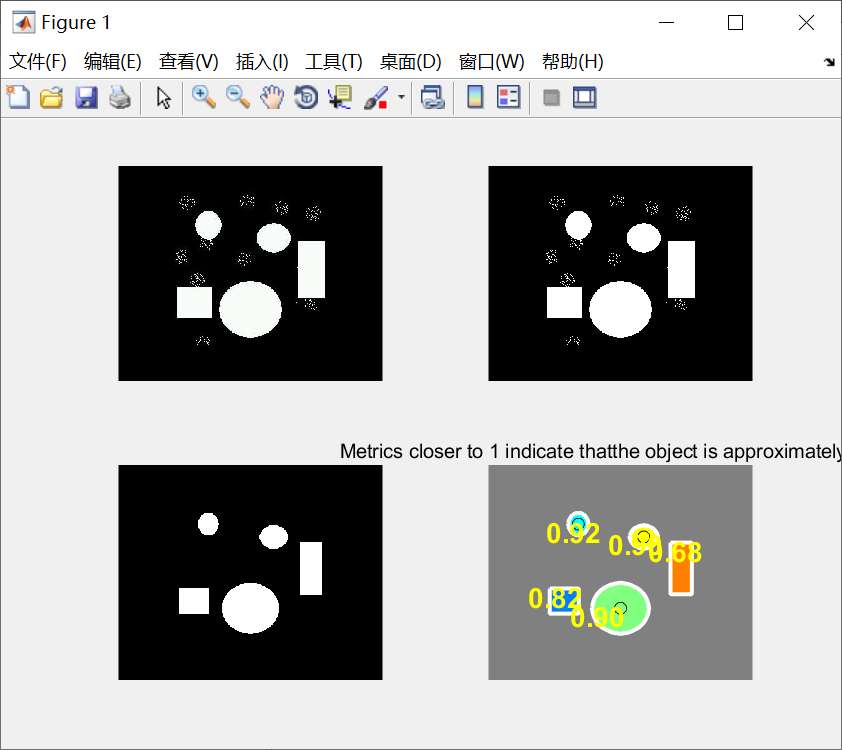 Figure 1
文件(F) 编辑(E) 查看(V) 插入(I) 工具(T) 桌面(D) 窗口(W) 帮助(H)
Metrics closer to 1 indicate thatthe object is approximately
0.92
0.68
0.82
0.90